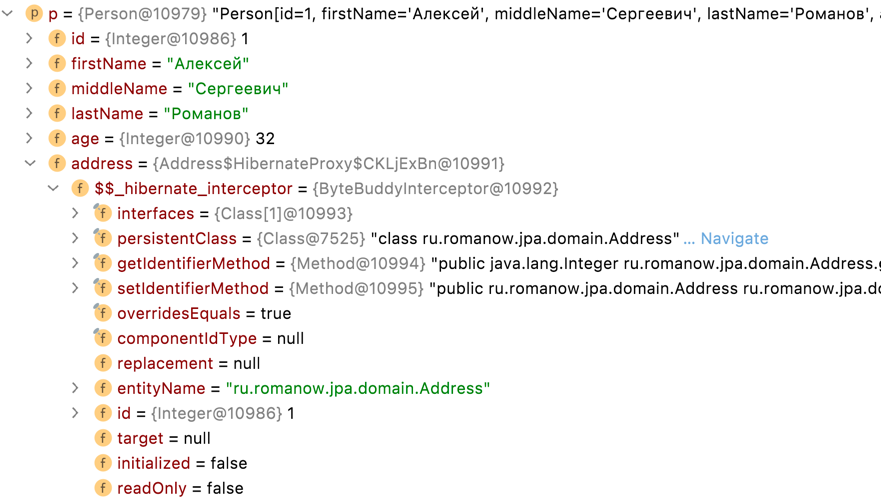 p p = {Person@10979} "Person[id=1, firstName='Алексей', middleName='Сергеевич', lastName='Романов', a
f id = {Integer@10986} 1
f firstName = "Алексей"
f middleName = "Сергеевич"
f lastName = "Романов"
f age = {Integer@10990} 32
f address = {Address$HibernateProxy$CKLjExBn@10991}
f $$_hibernate_interceptor = {ByteBuddyInterceptor@10992}
f interfaces = {Class[1]@10993}
f persistentClass = {Class@7525} "class ru.romanow.jpa.domain.Address" ... Navigate
f getIdentifierMethod = {Method@10994} "public java.lang.Integer ru.romanow.jpa.domain.Address.g
f setIdentifierMethod = {Method@10995} "public ru.romanow.jpa.domain.Address ru.romanow.jpa.do
f overridesEquals = true
f componentIdType = null
f replacement = null
f entityName = "ru.romanow.jpa.domain.Address"
f id = {Integer@10986} 1
f target = null
f initialized = false
f readOnly = false